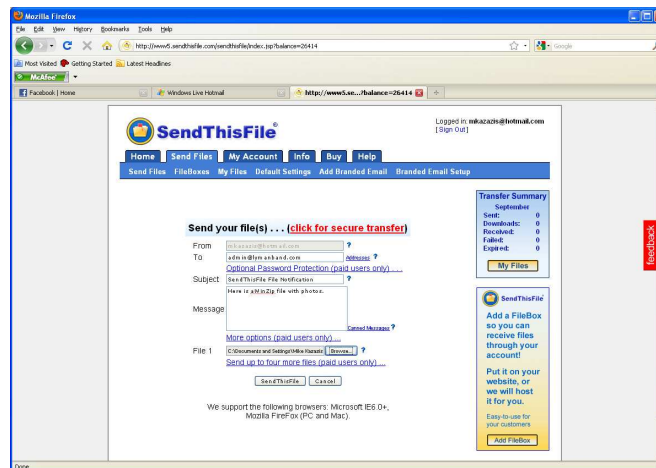 Mozilla Firefox
File Edit View History Bookmarks Tools Help
http://www5.sendthisfile.com/sendthisfile/index.jsp?balance=26414
Google
Most Visited Getting Started Latest Headlines
McAfee
Facebook | Home
Windows Live Hotmail
http://www5.se...?balance=26414
SendThisFile®
Logged in: mkazazis@hotmail.com
[Sign Out]
Home Send Files My Account Info Buy Help
Send Files FileBoxes My Files Default Settings Add Branded Email Branded Email Setup
Send your file(s) . . . (click for secure transfer)
From mkazazis@hotmail.com ?
To admin@lymanhand.com Addresses ?
Optional Password Protection (paid users only) . . .
Subject SendThisFile File Notification ?
Message Here is a WinZip file with photos.
Canned Messages ?
More options (paid users only) ...
File 1 C:\Documents and Settings\Mike Kazazis Browse... ?
Send up to four more files (paid users only) ...
SendThisFile Cancel
We support the following browsers: Microsoft IE6.0+,
Mozilla FireFox (PC and Mac).
Transfer Summary
September
Sent: 0
Downloads: 0
Received: 0
Failed: 0
Expired: 0
My Files
SendThisFile
Add a FileBox
so you can
receive files
through your
account!
Put it on your
website, or
we will host
it for you.
Easy-to-use for
your customers
Add FileBox
feedback
Done